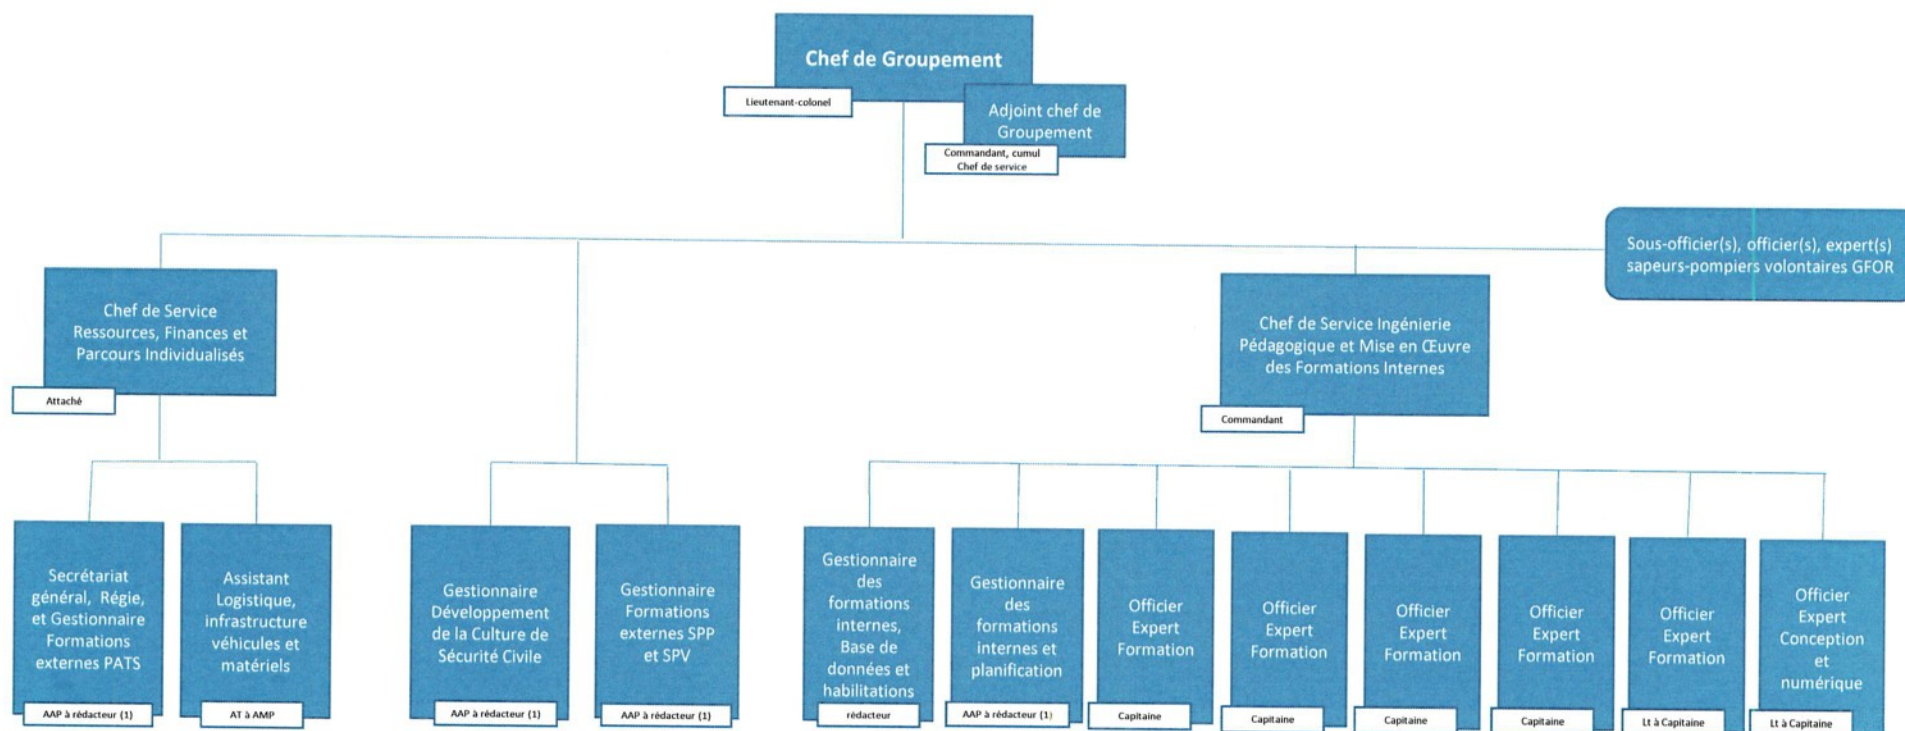 Chef de Groupement
Lieutenant-colonel
Adjoint chef de
Groupement
Commandant, cumul
Chef de service
Sous-officier(s), officier(s), expert(s)
sapeurs-pompiers volontaires GFOR
Chef de Service
Ressources, Finances et
Parcours Individualisés
Attaché
Chef de Service Ingénierie
Pédagogique et Mise en Œuvre
des Formations Internes
Commandant
Secrétariat
général, Régie,
et Gestionnaire
Formations
externes PATS
AAP à rédacteur (1)
Assistant
Logistique,
infrastructure
véhicules et
matériels
AT à AMP
Gestionnaire
Développement
de la Culture de
Sécurité Civile
AAP à rédacteur (1)
Gestionnaire
Formations
externes SPP
et SPV
AAP à rédacteur (1)
Gestionnaire
des
formations
internes,
Base de
données et
habilitations
rédacteur
Gestionnaire
des
formations
internes et
planification
AAP à rédacteur (1)
Officier
Expert
Formation
Capitaine
Officier
Expert
Formation
Capitaine
Officier
Expert
Formation
Capitaine
Officier
Expert
Formation
Capitaine
Officier
Expert
Formation
Lt à Capitaine
Officier
Expert
Conception
et
numérique
Lt à Capitaine